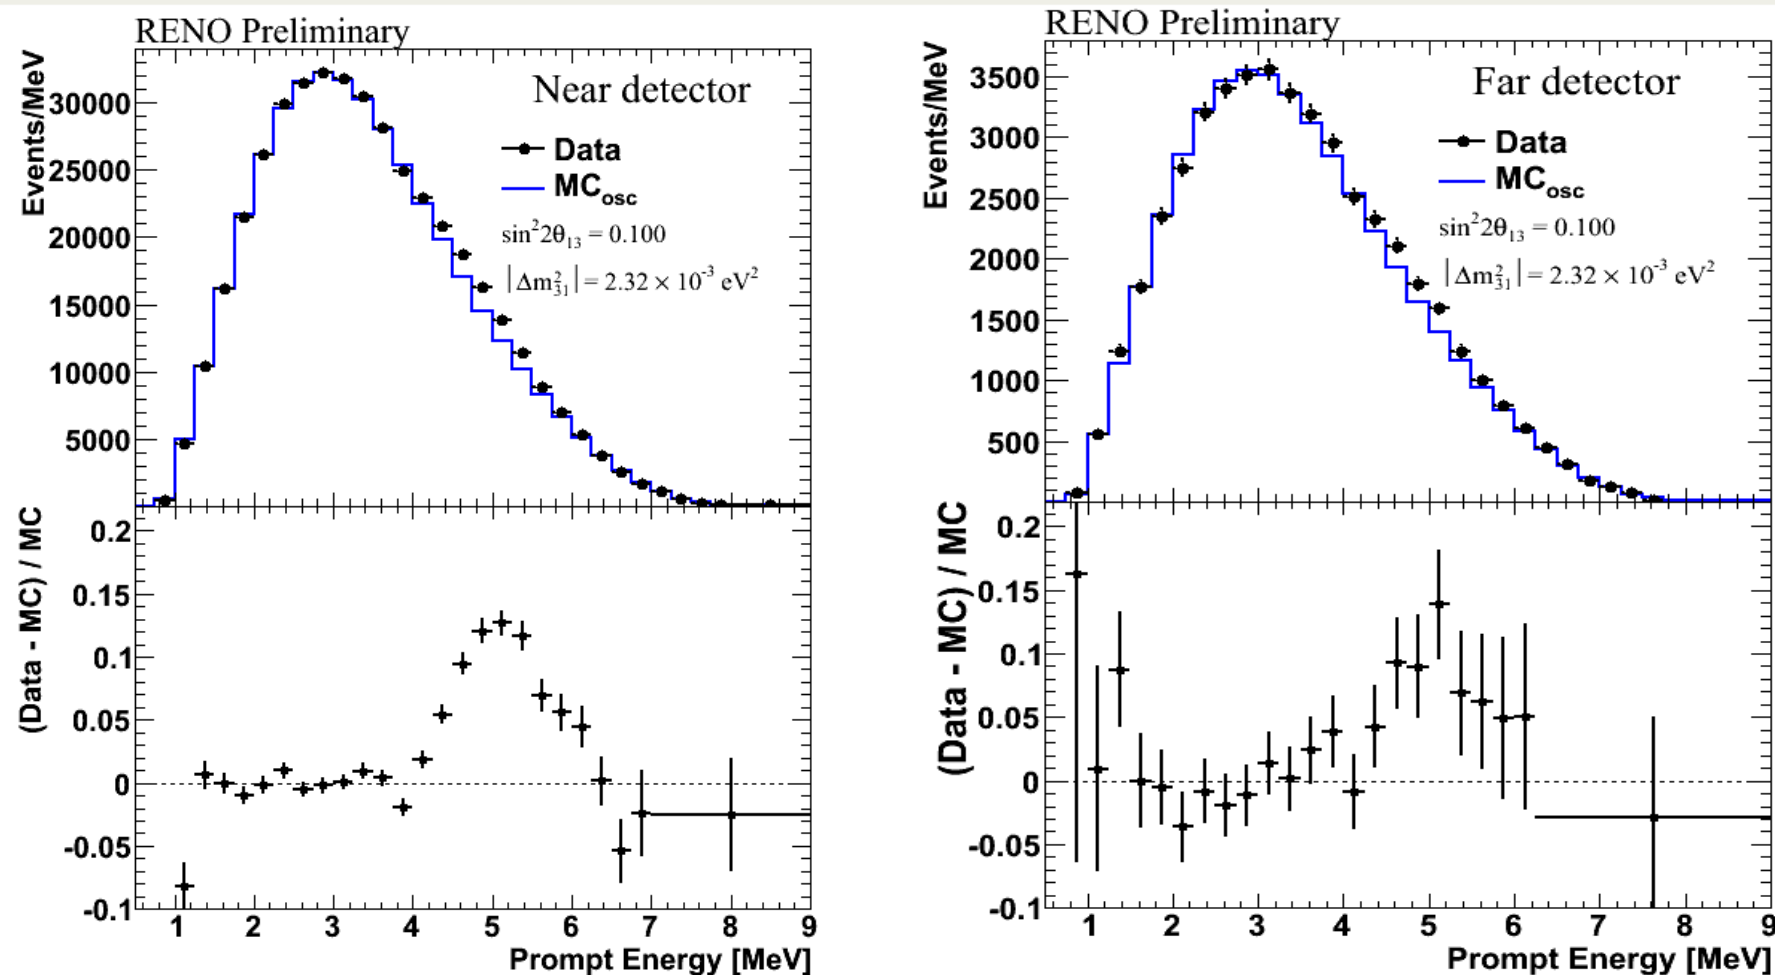 RENO Preliminary
Near detector
Events/MeV
30000
25000
20000
15000
10000
5000
Data
MCosc
sin²2θ₁₃ = 0.100
|Δm²₃₁| = 2.32 × 10⁻³ eV²
(Data - MC) / MC
0.2
0.15
0.1
0.05
0
-0.05
-0.1
1 2 3 4 5 6 7 8 9
Prompt Energy [MeV]
RENO Preliminary
Far detector
Events/MeV
3500
3000
2500
2000
1500
1000
500
Data
MCosc
sin²2θ₁₃ = 0.100
|Δm²₃₁| = 2.32 × 10⁻³ eV²
(Data - MC) / MC
0.2
0.15
0.1
0.05
0
-0.05
-0.1
1 2 3 4 5 6 7 8 9
Prompt Energy [MeV]